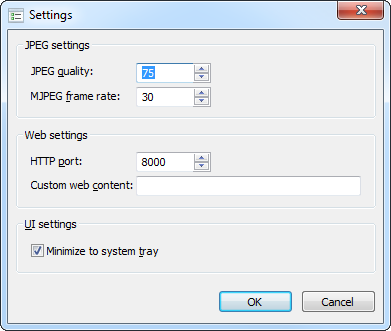 Settings
JPEG settings
JPEG quality: 75
MJPEG frame rate: 30
Web settings
HTTP port: 8000
Custom web content:
UI settings
Minimize to system tray
OK Cancel